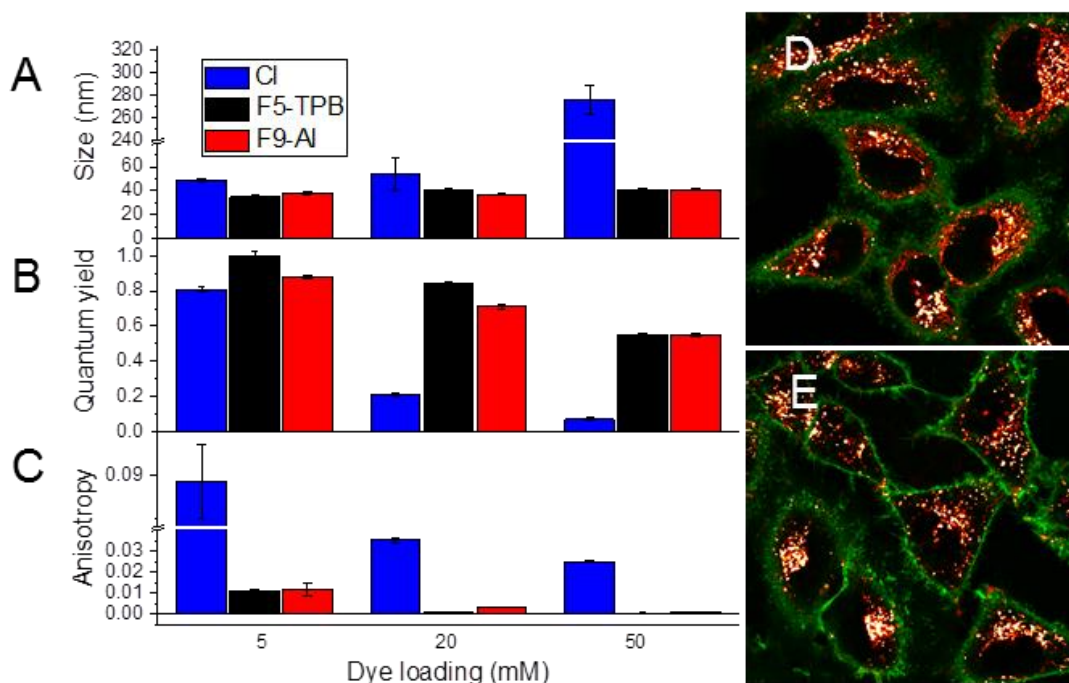 A
Size (nm)
320
300
280
260
240
60
40
20
0
Cl
F5-TPB
F9-Al
B
Quantum yield
1.0
0.8
0.6
0.4
0.2
0.0
C
Anisotropy
0.09
0.03
0.02
0.01
0.00
5 20 50
Dye loading (mM)
D
E